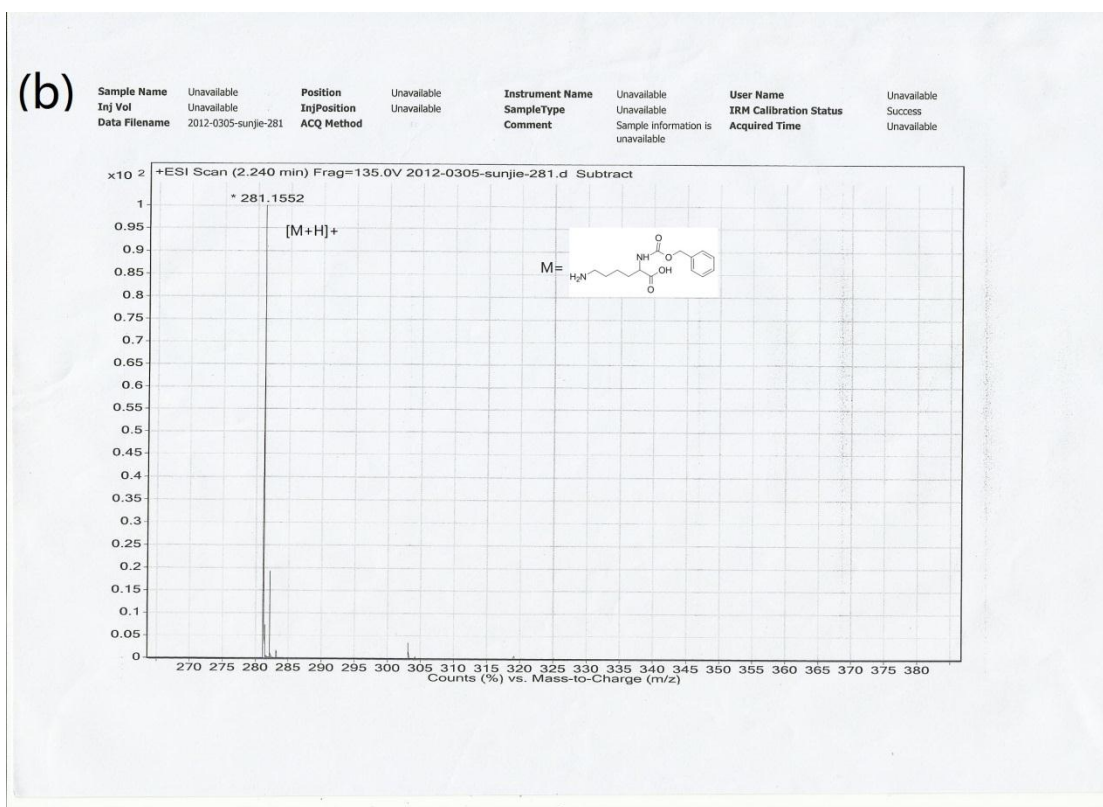 (b)
Sample Name Unavailable Position Unavailable Instrument Name Unavailable User Name Unavailable
Inj Vol Unavailable InjPosition Unavailable SampleType Unavailable IRM Calibration Status Success
Data Filename 2012-0305-sunjie-281 ACQ Method Comment Sample information is Acquired Time Unavailable
unavailable
x10 2 +ESI Scan (2.240 min) Frag=135.0V 2012-0305-sunjie-281.d Subtract
* 281.1552
1
0.95
[M+H]+
0.9
0.85
M=
H₂N
NH
O
O
OH
O
0.8
0.75
0.7
0.65
0.6
0.55
0.5
0.45
0.4
0.35
0.3
0.25
0.2
0.15
0.1
0.05
0
270 275 280 285 290 295 300 305 310 315 320 325 330 335 340 345 350 355 360 365 370 375 380
Counts (%) vs. Mass-to-Charge (m/z)